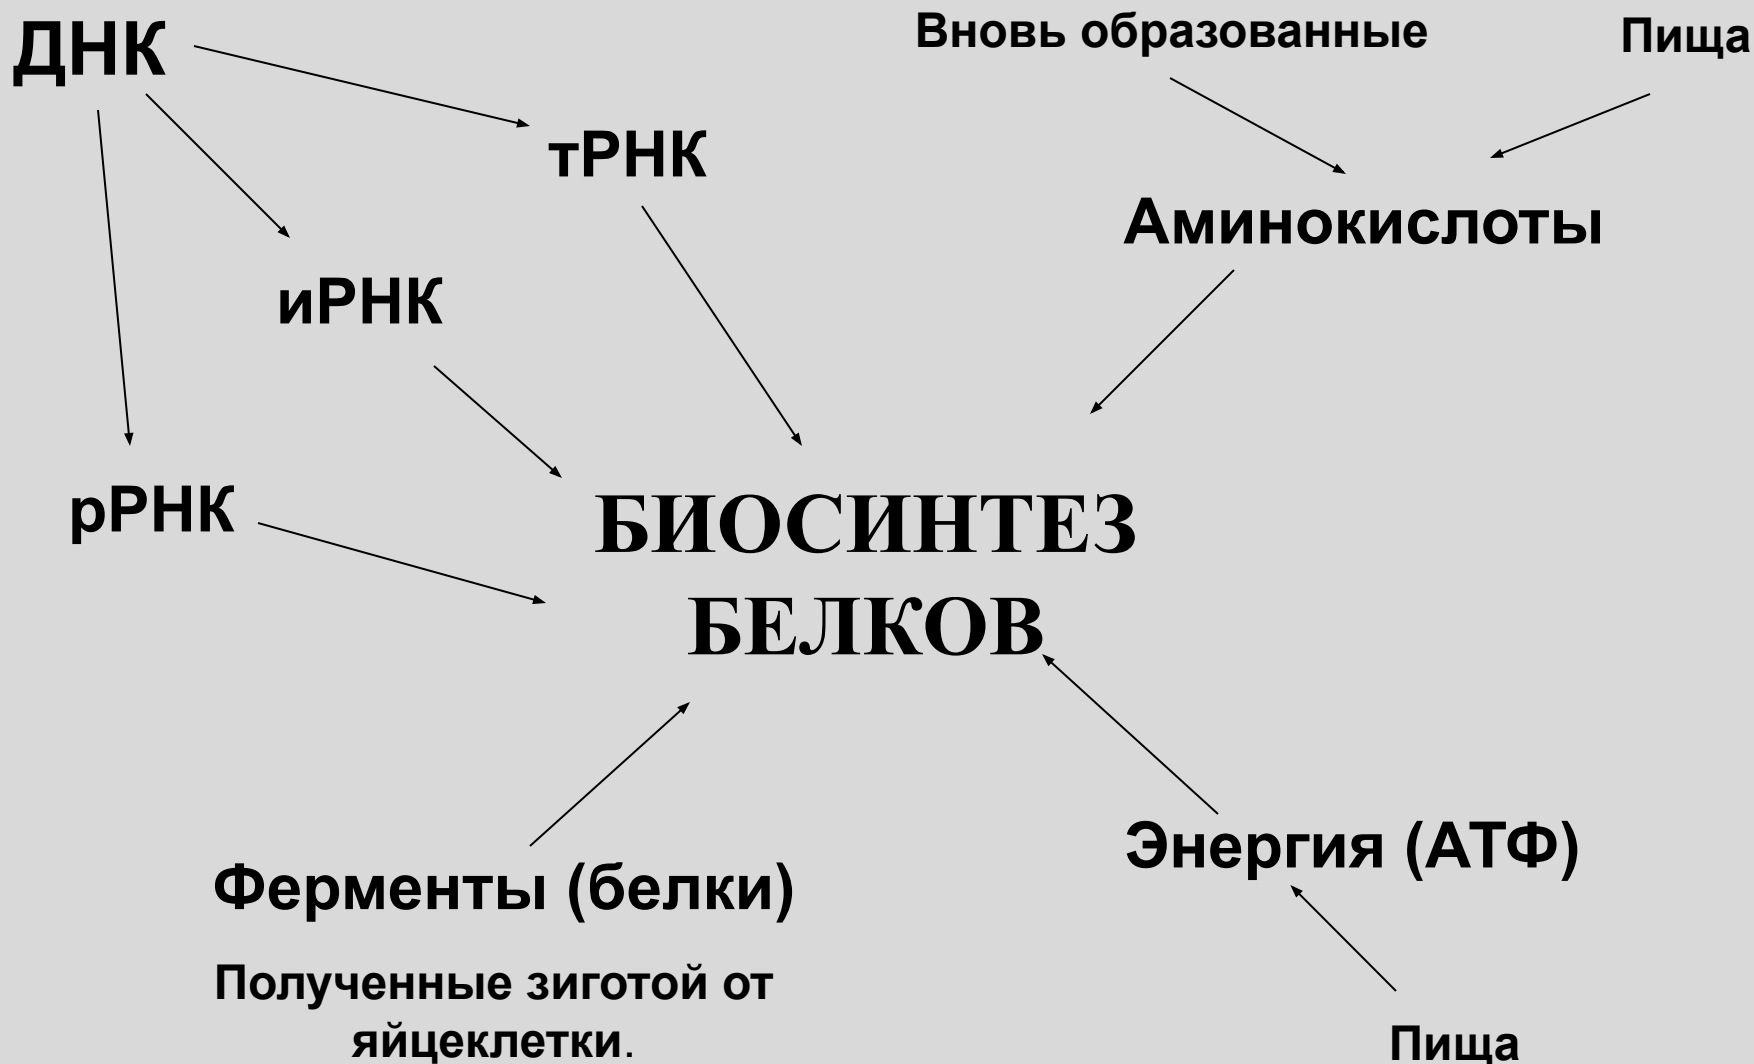 ДНК
Вновь образованные
Пища
тРНК
Аминокислоты
иРНК
рРНК
БИОСИНТЕЗ
БЕЛКОВ
Энергия (АТФ)
Ферменты (белки)
Полученные зиготой от
яйцеклетки.
Пища